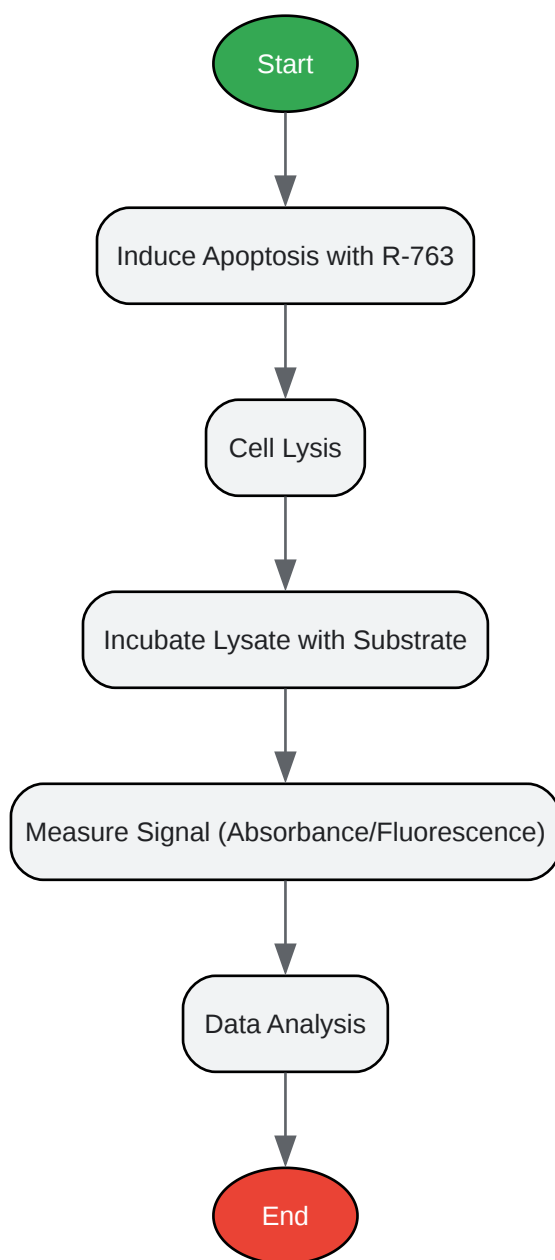 Start
Induce Apoptosis with R-763
Cell Lysis
Incubate Lysate with Substrate
Measure Signal (Absorbance/Fluorescence)
Data Analysis
End